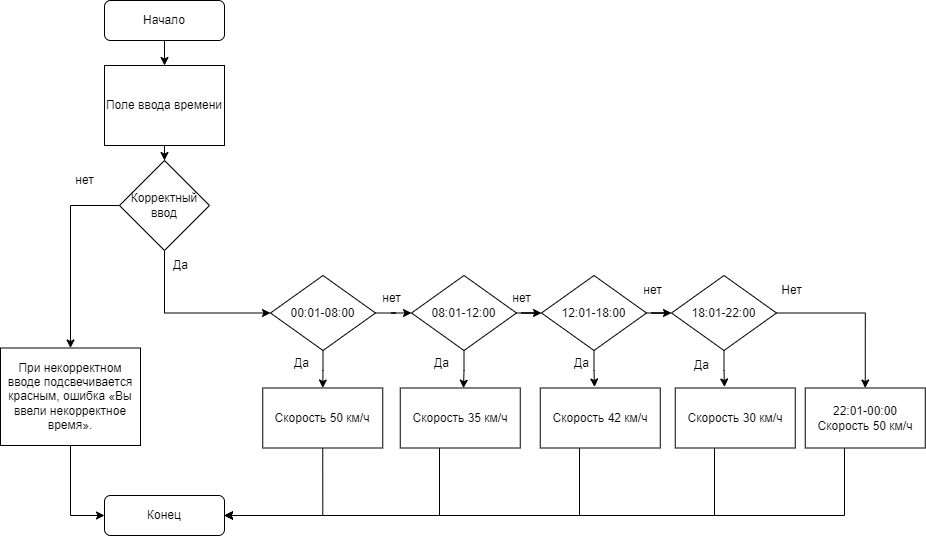 Начало
Поле ввода времени
нет
Корректный
ввод
Да
00:01-08:00
нет
08:01-12:00
нет
12:01-18:00
нет
18:01-22:00
Нет
Да
Да
Да
Да
При некорректном
вводе подсвечивается
красным, ошибка «Вы
ввели некорректное
время».
Скорость 50 км/ч
Скорость 35 км/ч
Скорость 42 км/ч
Скорость 30 км/ч
22:01-00:00
Скорость 50 км/ч
Конец